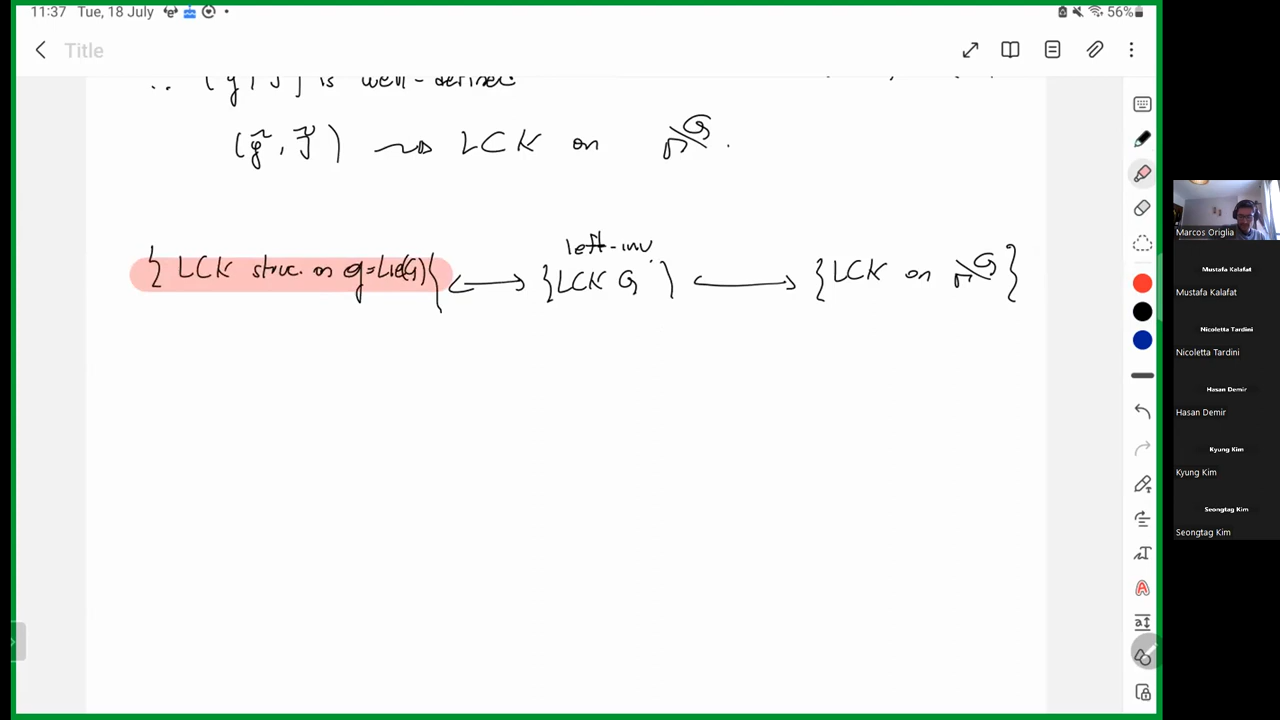 11:37 Tue, 18 July
56%
Title
∴ (g, J) is well-defined.
(g̃, J̃) ⇝ LCK on Γ\G.
left-inv.
{ LCK struc. on g=Lie(G) } ⟷ { LCK G } ⟶ { LCK on Γ\G }
Marcos Origlia
Mustafa Kalafat
Mustafa Kalafat
Nicoletta Tardini
Nicoletta Tardini
Hasan Demir
Hasan Demir
Kyung Kim
Kyung Kim
Seongtag Kim
Seongtag Kim